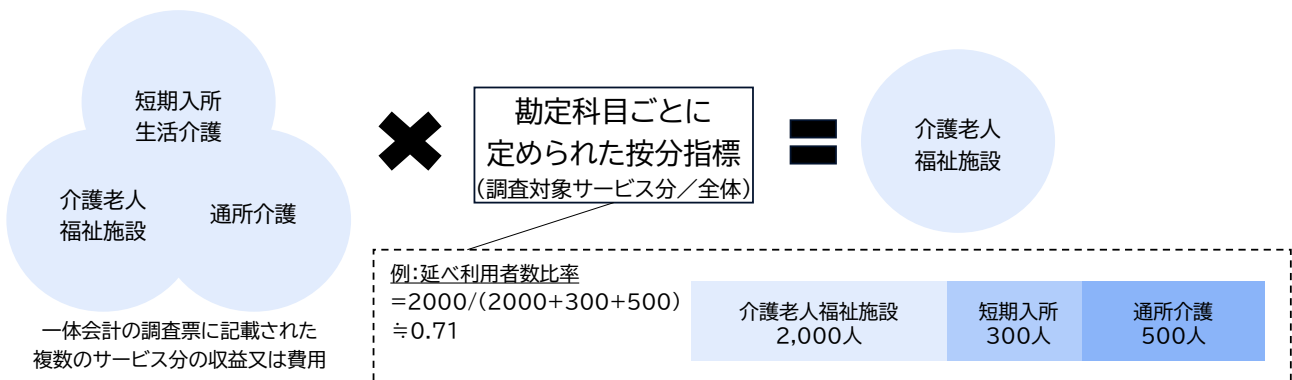 短期入所
生活介護
介護老人
福祉施設
通所介護
一体会計の調査票に記載された
複数のサービス分の収益又は費用
勘定科目ごとに
定められた按分指標
(調査対象サービス分／全体)
介護老人
福祉施設
例:延べ利用者数比率
=2000/(2000+300+500)
≒0.71
介護老人福祉施設
2,000人
短期入所
300人
通所介護
500人